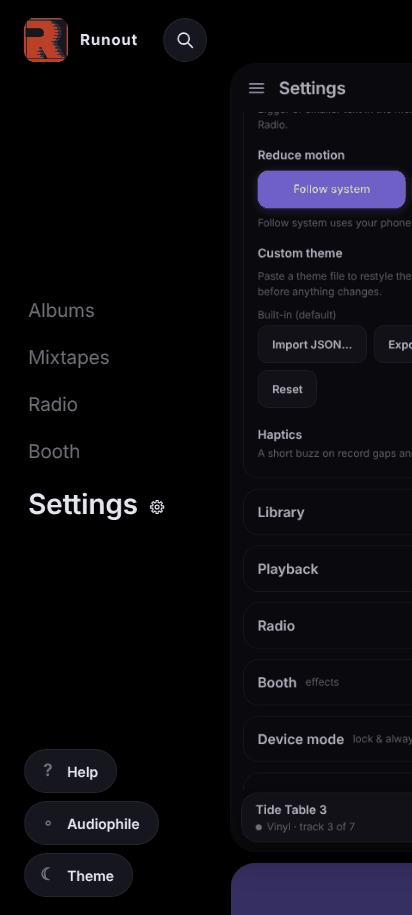 Runout
Albums
Mixtapes
Radio
Booth
Settings
? Help
Audiophile
Theme
Settings
Radio.
Reduce motion
Follow system
Follow system uses your phone
Custom theme
Paste a theme file to restyle the
before anything changes.
Built-in (default)
Import JSON...
Expo
Reset
Haptics
A short buzz on record gaps an
Library
Playback
Radio
Booth effects
Device mode lock & alway
Tide Table 3
Vinyl · track 3 of 7